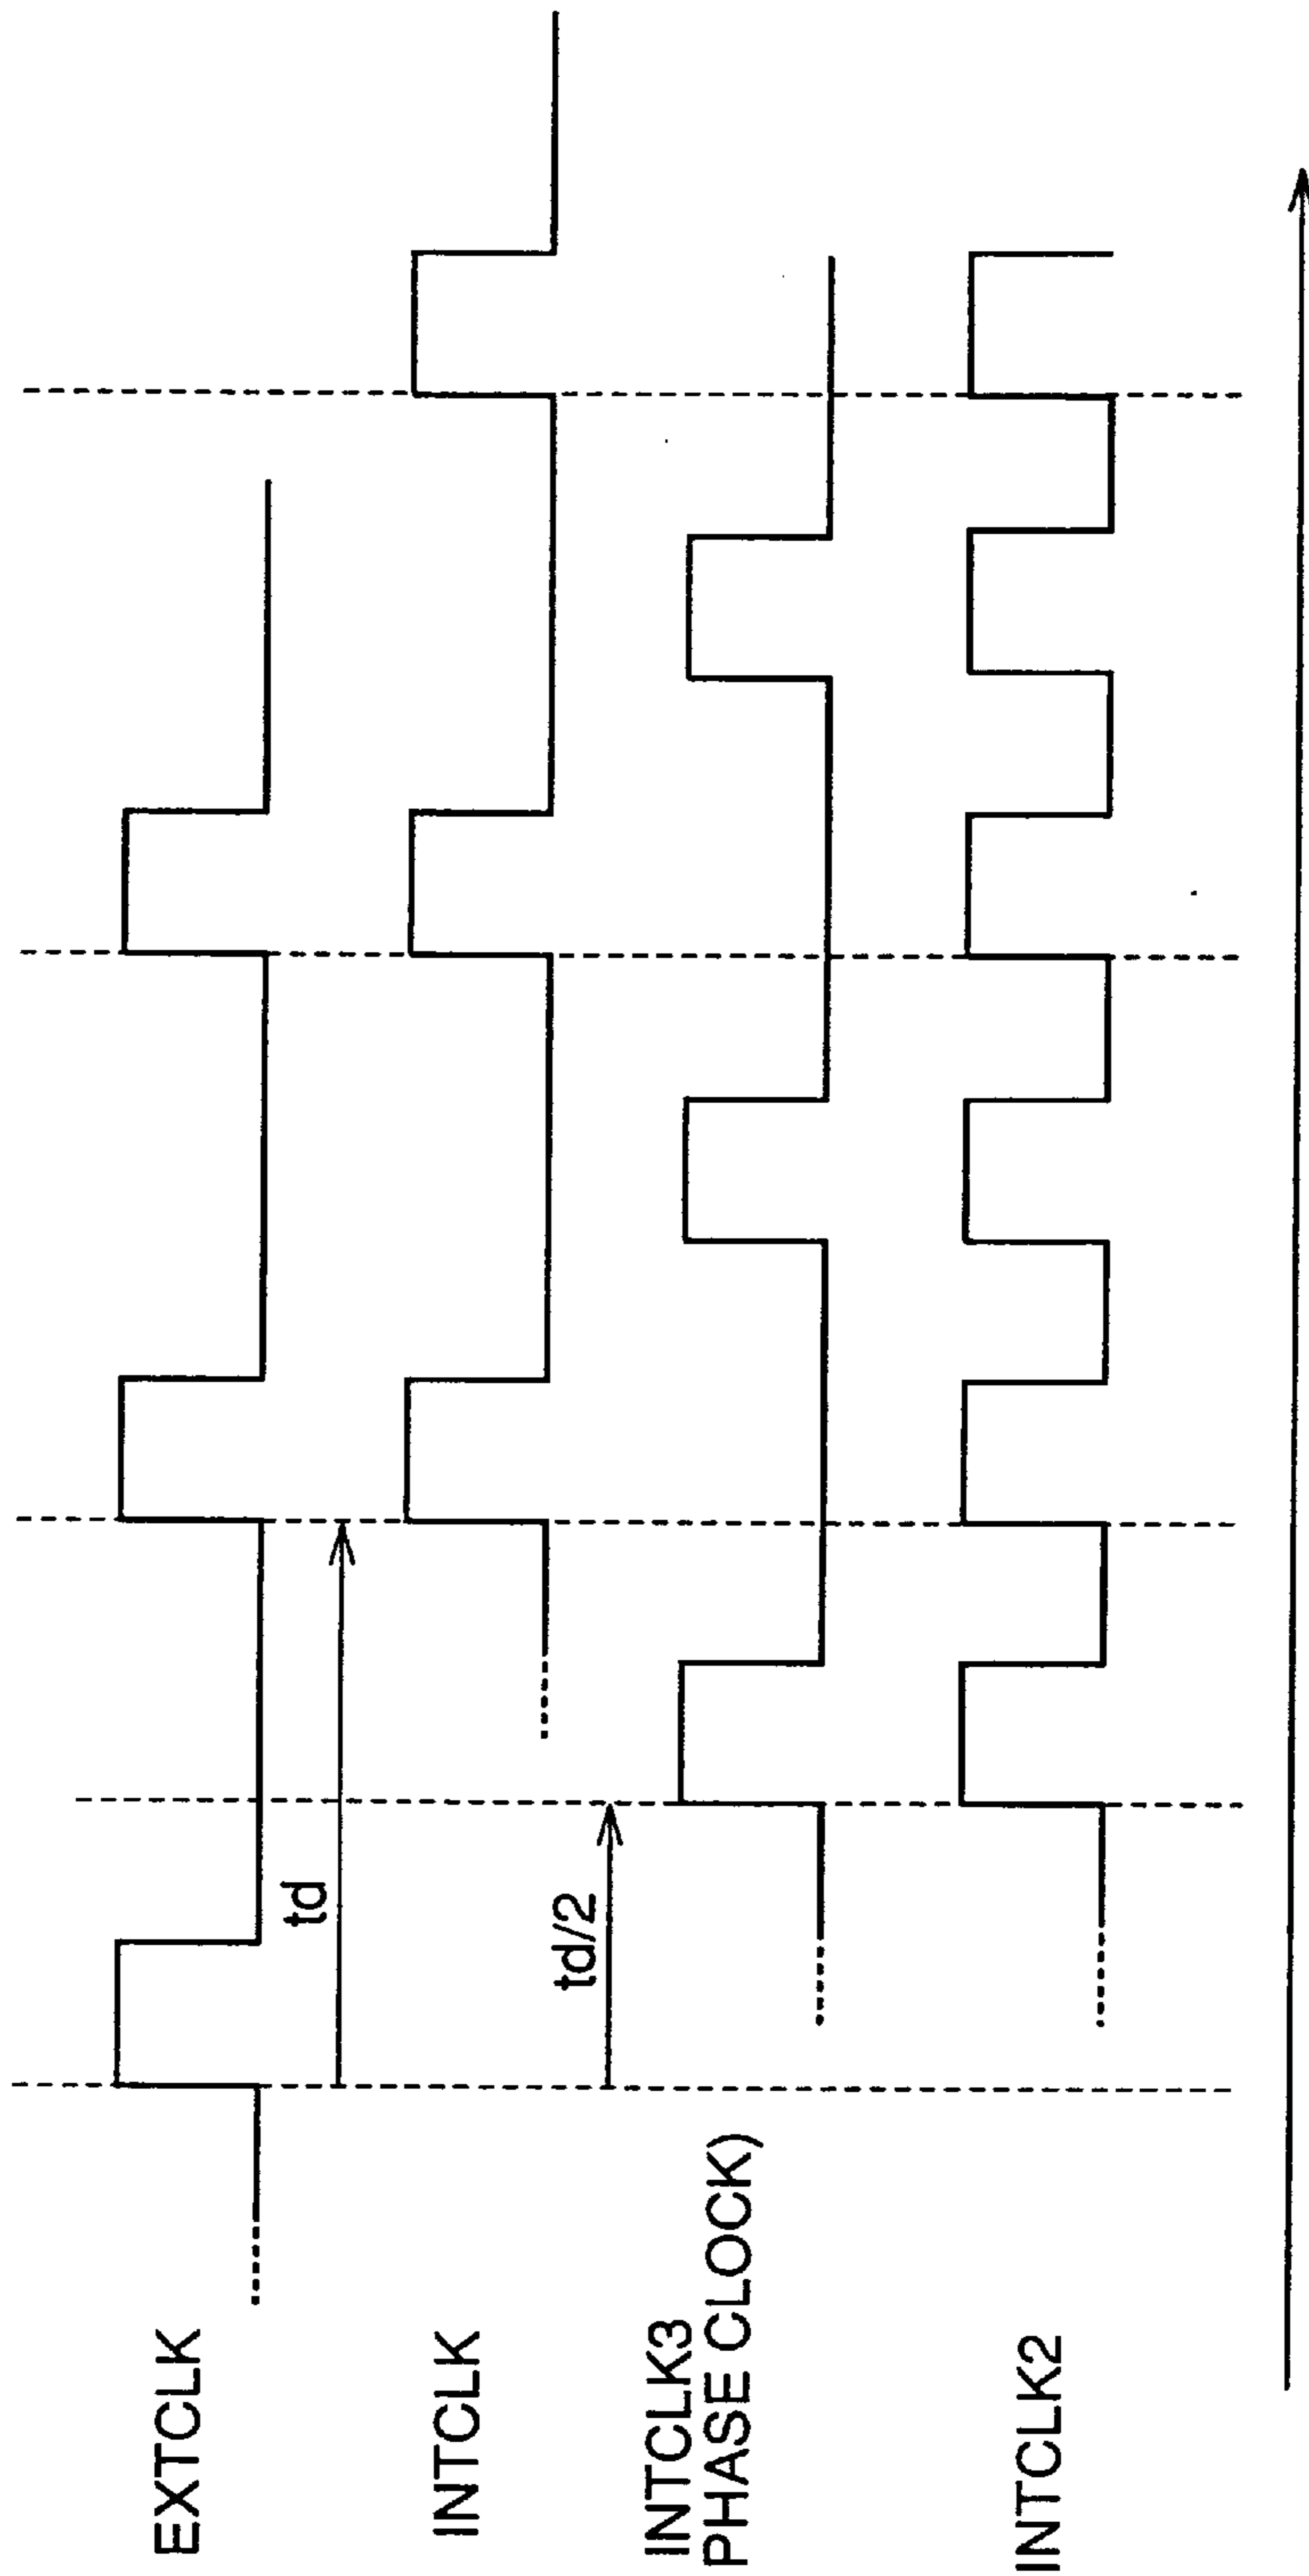 EXTCLK
td
INTCLK
td/2
INTCLK3
PHASE CLOCK)
INTCLK2